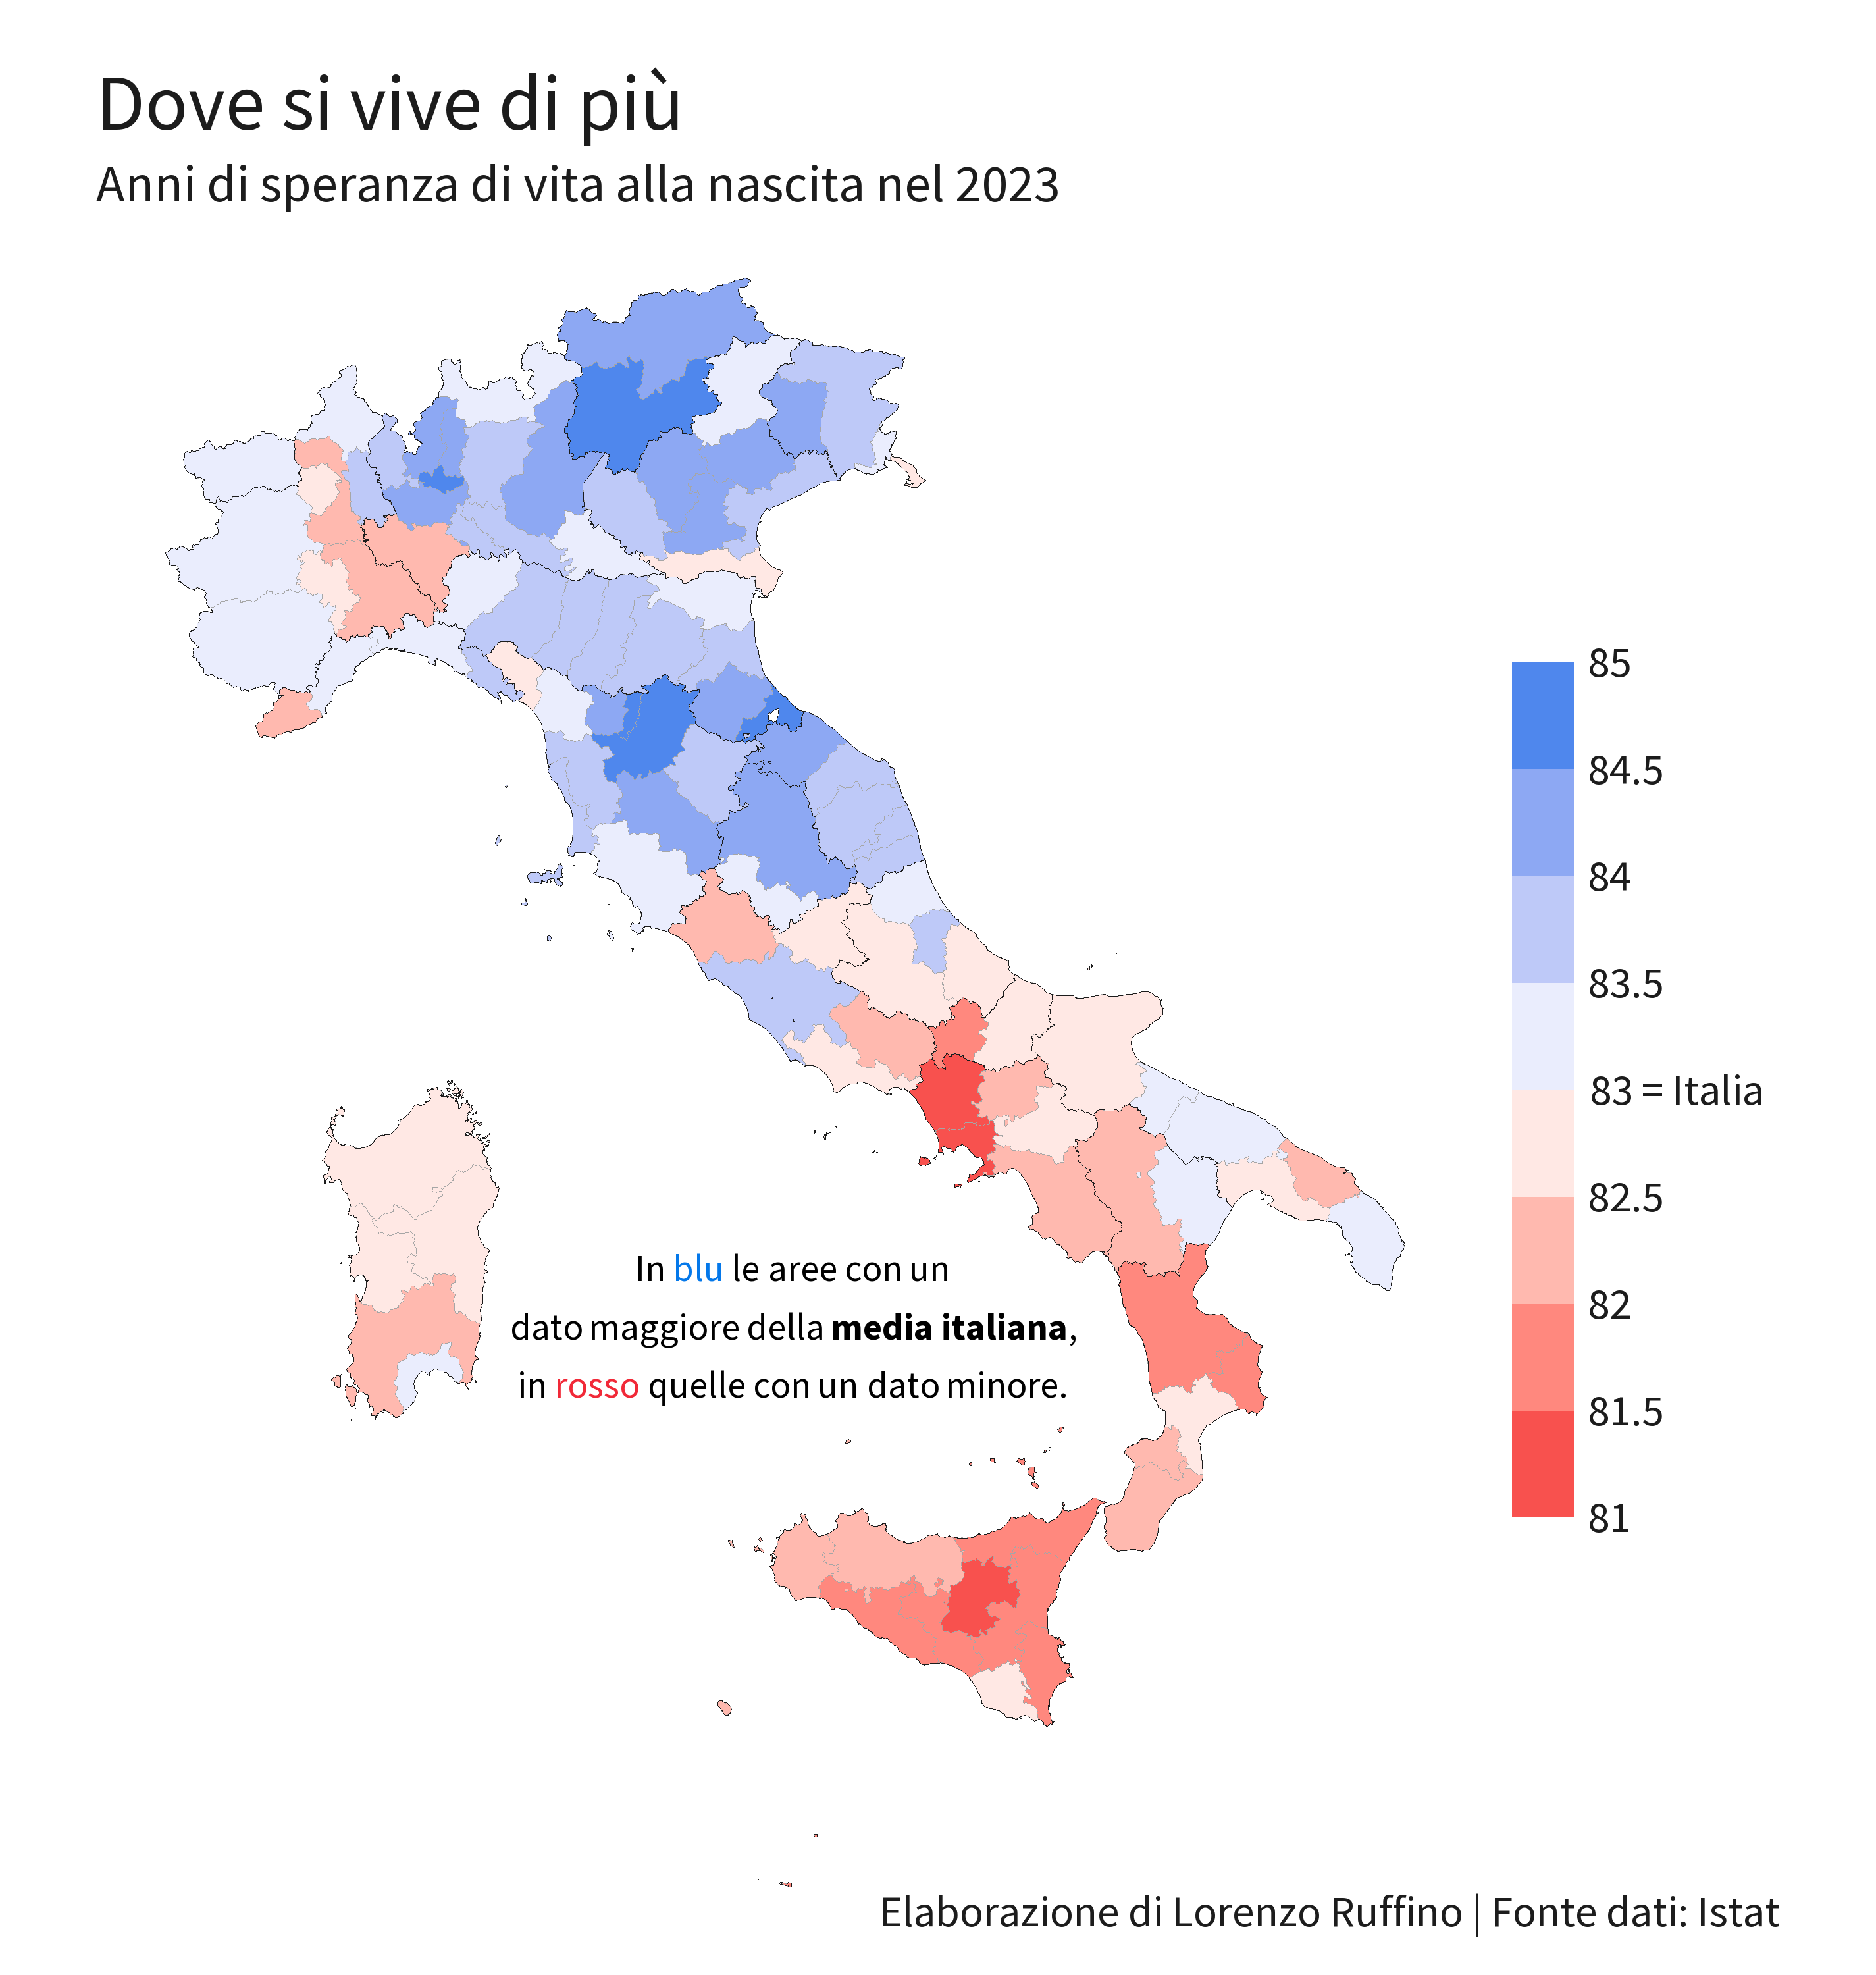 Dove si vive di più
Anni di speranza di vita alla nascita nel 2023
85
84.5
84
83.5
83 = Italia
82.5
82
81.5
81
In blu le aree con un
dato maggiore della media italiana,
in rosso quelle con un dato minore.
Elaborazione di Lorenzo Ruffino | Fonte dati: Istat